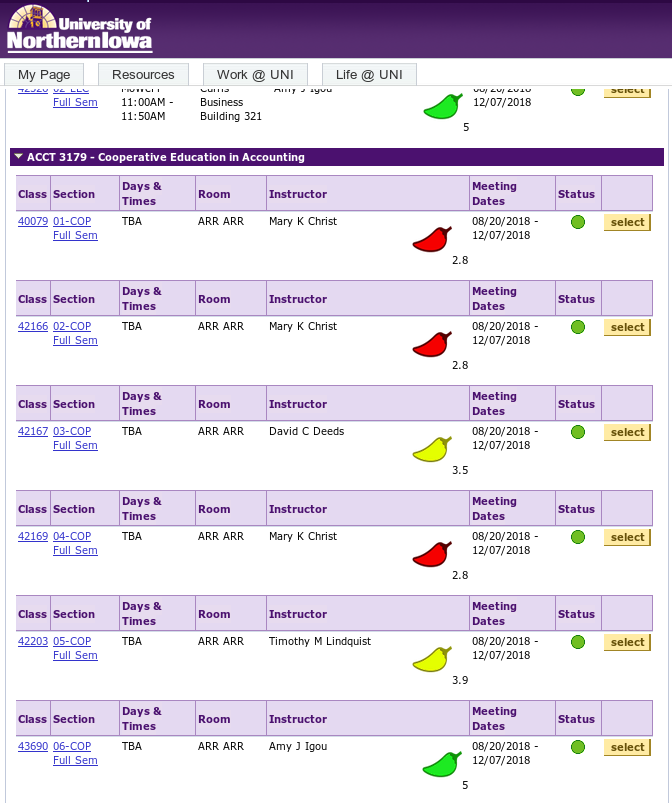 University of
Northern Iowa
My Page
Resources
Work @ UNI
Life @ UNI
42520 02-LEC MoWeFr Curris Amy J Igou 08/20/2018 - select
Full Sem 11:00AM - Business 12/07/2018
11:50AM Building 321
5
ACCT 3179 - Cooperative Education in Accounting
Class Section Days & Times Room Instructor Meeting Dates Status
40079 01-COP TBA ARR ARR Mary K Christ 08/20/2018 - select
Full Sem 12/07/2018
2.8
Class Section Days & Times Room Instructor Meeting Dates Status
42166 02-COP TBA ARR ARR Mary K Christ 08/20/2018 - select
Full Sem 12/07/2018
2.8
Class Section Days & Times Room Instructor Meeting Dates Status
42167 03-COP TBA ARR ARR David C Deeds 08/20/2018 - select
Full Sem 12/07/2018
3.5
Class Section Days & Times Room Instructor Meeting Dates Status
42169 04-COP TBA ARR ARR Mary K Christ 08/20/2018 - select
Full Sem 12/07/2018
2.8
Class Section Days & Times Room Instructor Meeting Dates Status
42203 05-COP TBA ARR ARR Timothy M Lindquist 08/20/2018 - select
Full Sem 12/07/2018
3.9
Class Section Days & Times Room Instructor Meeting Dates Status
43690 06-COP TBA ARR ARR Amy J Igou 08/20/2018 - select
Full Sem 12/07/2018
5